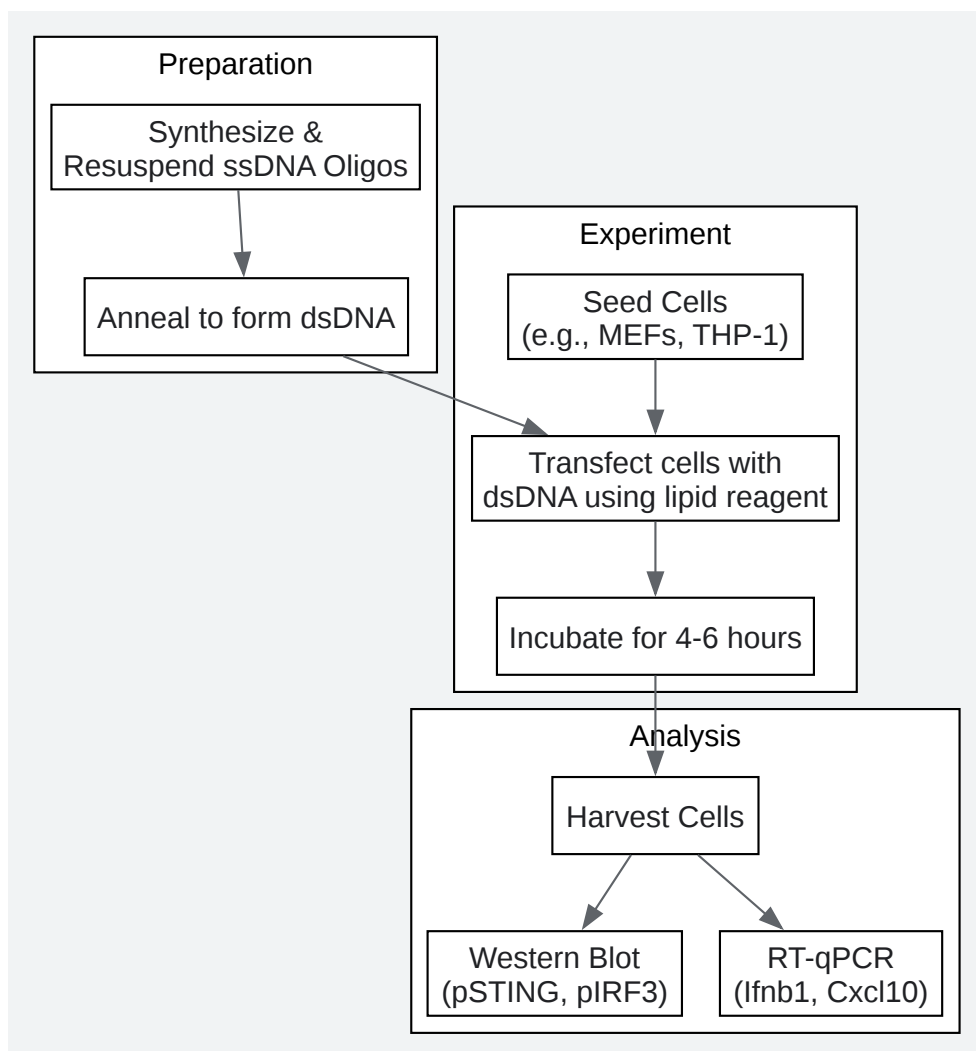 Preparation
Synthesize &
Resuspend ssDNA Oligos
Anneal to form dsDNA
Experiment
Seed Cells
(e.g., MEFs, THP-1)
Transfect cells with
dsDNA using lipid reagent
Incubate for 4-6 hours
Analysis
Harvest Cells
Western Blot
(pSTING, pIRF3)
RT-qPCR
(Ifnb1, Cxcl10)